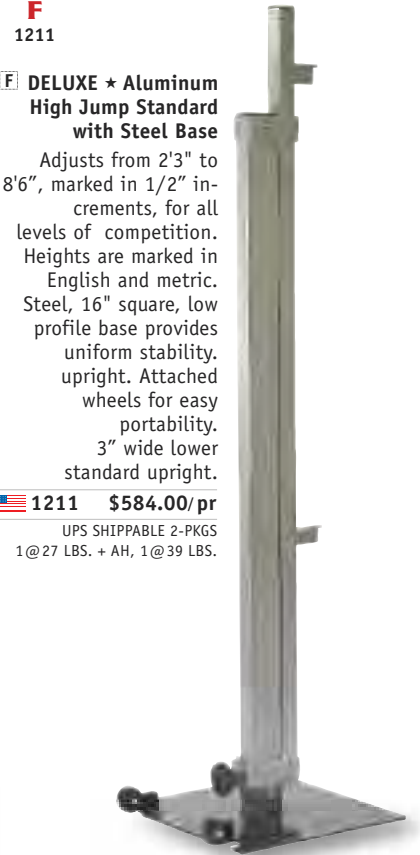 F
1211
F DELUXE ★ Aluminum
High Jump Standard
with Steel Base
Adjusts from 2'3" to
8'6”, marked in 1/2” in-
crements, for all
levels of competition.
Heights are marked in
English and metric.
Steel, 16" square, low
profile base provides
uniform stability.
upright. Attached
wheels for easy
portability.
3” wide lower
standard upright.
1211 $584.00/pr
UPS SHIPPABLE 2-PKGS
1@27 LBS. + AH, 1@39 LBS.